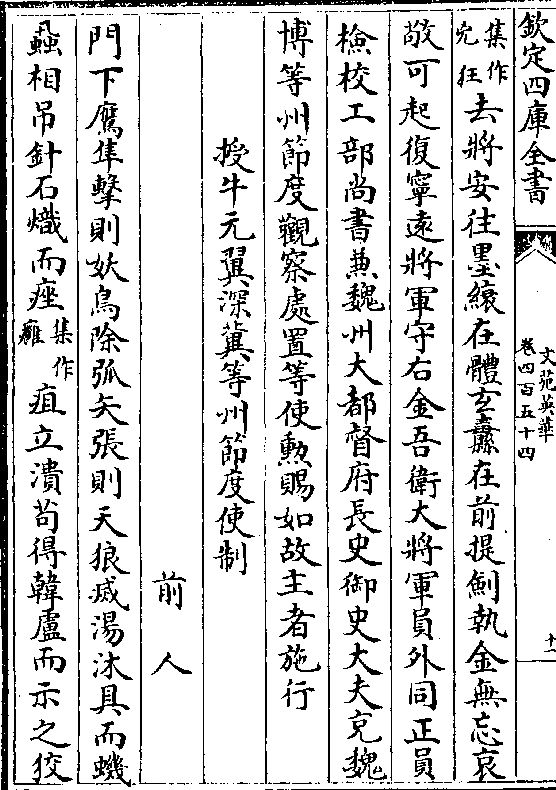 欽定四庫全書
文苑英華
卷四百五十四
十一
集作
兇狂去將安往墨縗在體玄纛在前提劍執金無忘哀
敬可起復寧遠將軍守右金吾衛大將軍員外同正員
檢校工部尚書兼魏州大都督府長史御史大夫充魏
博等州節度觀察處置等使勲賜如故主者施行
授牛元翼深冀等州節度使制
前人
門下鷹隼擊則妖鳥除弧矢張則天狼滅湯沐具而蟣
蝨相吊針石熾而痤集作癰疽立潰苟得韓盧而示之狡